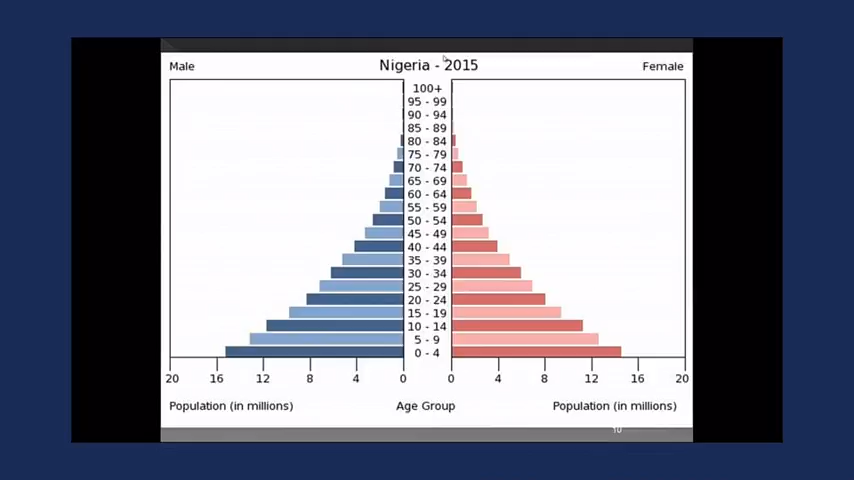 Nigeria - 2015
Male
Female
100+
95 - 99
90 - 94
85 - 89
80 - 84
75 - 79
70 - 74
65 - 69
60 - 64
55 - 59
50 - 54
45 - 49
40 - 44
35 - 39
30 - 34
25 - 29
20 - 24
15 - 19
10 - 14
5 - 9
0 - 4
20 16 12 8 4 0 0 4 8 12 16 20
Population (in millions) Age Group Population (in millions)
10